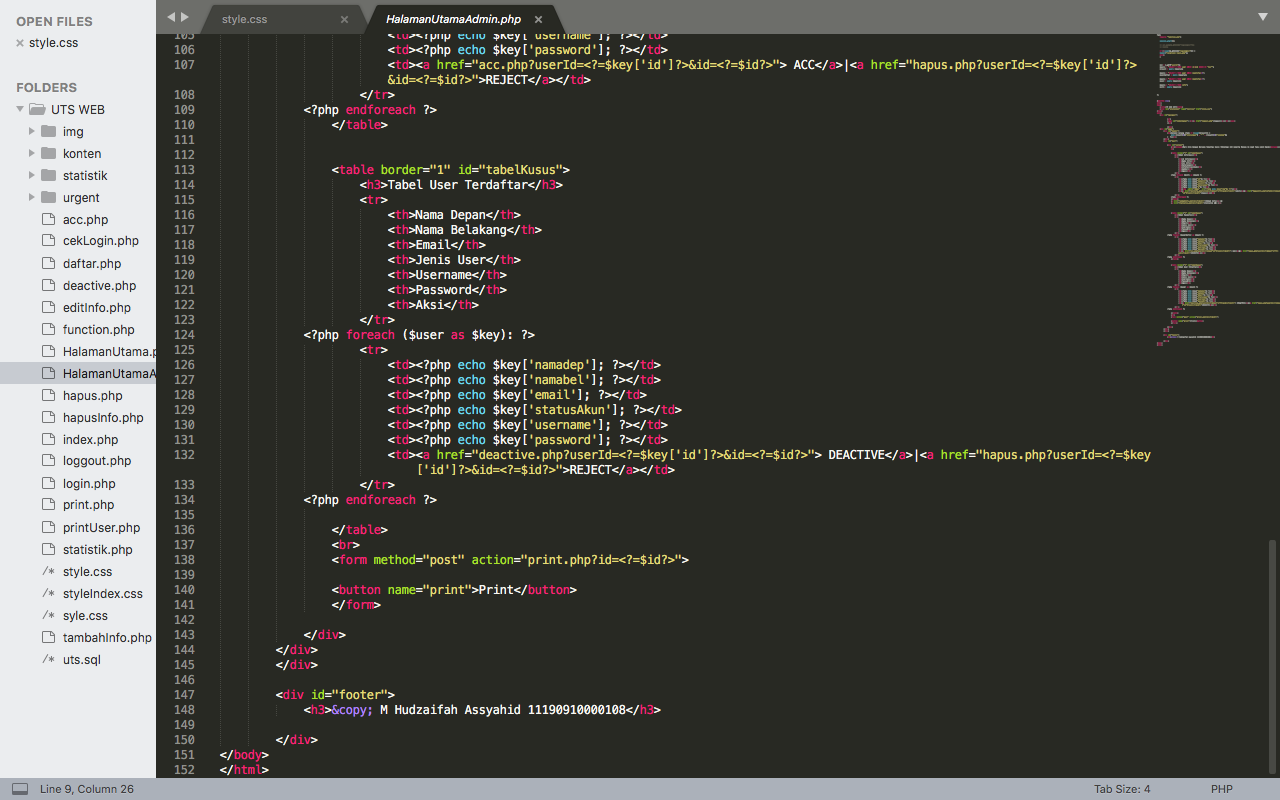 OPEN FILES
style.css
FOLDERS
UTS WEB
img
konten
statistik
urgent
acc.php
cekLogin.php
daftar.php
deactive.php
editInfo.php
function.php
HalamanUtama.p
HalamanUtamaA
hapus.php
hapusInfo.php
index.php
loggout.php
login.php
print.php
printUser.php
statistik.php
/* style.css
/* styleIndex.css
/* syle.css
tambahInfo.php
/* uts.sql
style.css
HalamanUtamaAdmin.php
105 <td><?php echo $key['username']; ?></td>
106 <td><?php echo $key['password']; ?></td>
107 <td><a href="acc.php?userId=<?=$key['id']?>&id=<?=$id?>"> ACC</a>|<a href="hapus.php?userId=<?=$key['id']?>
&id=<?=$id?>">REJECT</a></td>
108 </tr>
109 <?php endforeach ?>
110 </table>
111
112
113 <table border="1" id="tabelKusus">
114 <h3>Tabel User Terdaftar</h3>
115 <tr>
116 <th>Nama Depan</th>
117 <th>Nama Belakang</th>
118 <th>Email</th>
119 <th>Jenis User</th>
120 <th>Username</th>
121 <th>Password</th>
122 <th>Aksi</th>
123 </tr>
124 <?php foreach ($user as $key): ?>
125 <tr>
126 <td><?php echo $key['namadep']; ?></td>
127 <td><?php echo $key['namabel']; ?></td>
128 <td><?php echo $key['email']; ?></td>
129 <td><?php echo $key['statusAkun']; ?></td>
130 <td><?php echo $key['username']; ?></td>
131 <td><?php echo $key['password']; ?></td>
132 <td><a href="deactive.php?userId=<?=$key['id']?>&id=<?=$id?>"> DEACTIVE</a>|<a href="hapus.php?userId=<?=$key
['id']?>&id=<?=$id?>">REJECT</a></td>
133 </tr>
134 <?php endforeach ?>
135
136 </table>
137 <br>
138 <form method="post" action="print.php?id=<?=$id?>">
139
140 <button name="print">Print</button>
141 </form>
142
143 </div>
144 </div>
145 </div>
146
147 <div id="footer">
148 <h3>&copy; M Hudzaifah Assyahid 11190910000108</h3>
149
150 </div>
151 </body>
152 </html>
Line 9, Column 26
Tab Size: 4
PHP